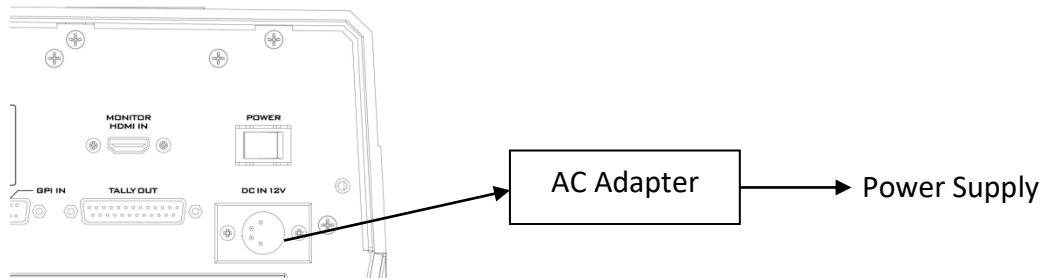 MONITOR
HDMI IN
POWER
GPI IN
TALLY OUT
DC IN 12V
AC Adapter
Power Supply